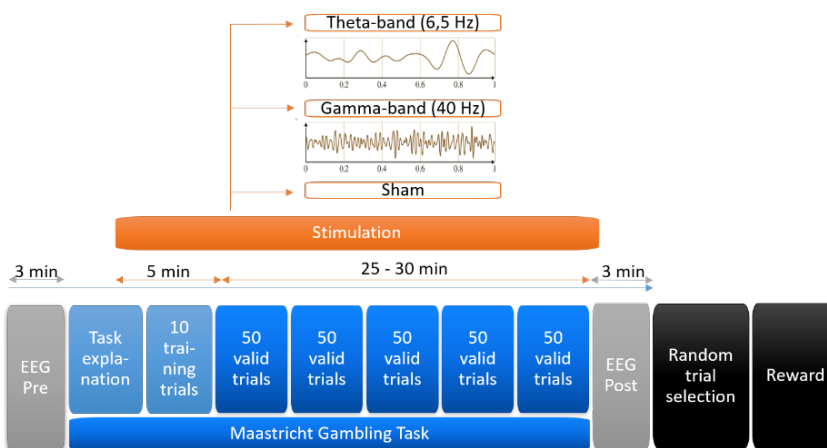 Theta-band (6,5 Hz)
0 0.2 0.4 0.6 0.8 1
Gamma-band (40 Hz)
0 0.2 0.4 0.6 0.8 1
Sham
Stimulation
3 min 5 min 25 - 30 min 3 min
EEG
Pre
Task
expla-
nation
10
trai-
ning
trials
50
valid
trials
50
valid
trials
50
valid
trials
50
valid
trials
50
valid
trials
EEG
Post
Random
trial
selection
Reward
Maastricht Gambling Task